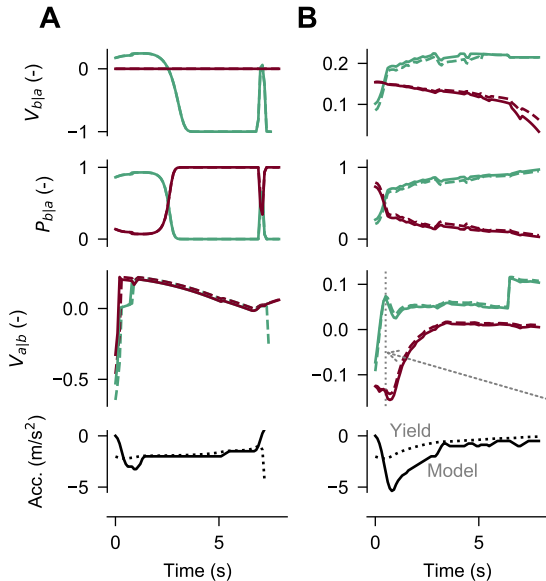 A
B
V_{b|a} (-)
0
−1
0.2
0.1
P_{b|a} (-)
1
0
1
0
V_{a|b} (-)
0.0
−0.5
0.1
0.0
−0.1
Acc. (m/s²)
0
−5
0
−5
Yield
Model
0
5
0
5
Time (s)
Time (s)